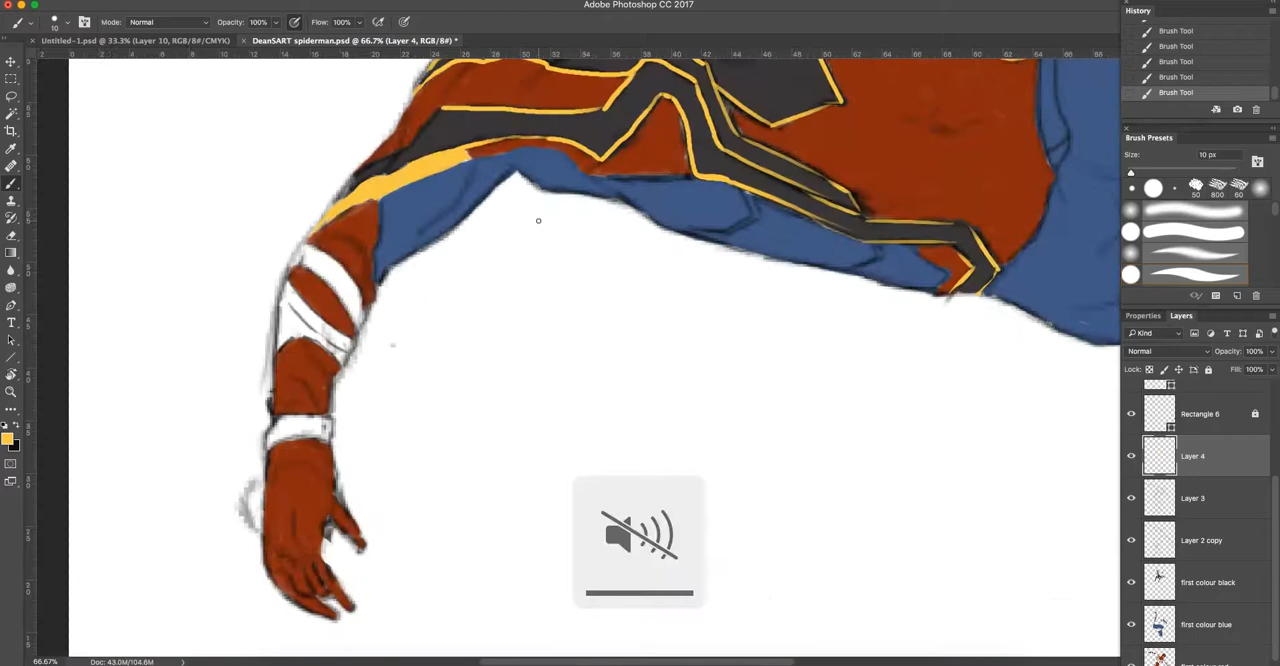 Adobe Photoshop CC 2017
10 Mode: Normal Opacity: 100% Flow: 100%
Untitled-1.psd @ 33.3% (Layer 10, RGB/8#/CMYK)
DeanSART spiderman.psd @ 66.7% (Layer 4, RGB/8#) *
History
Brush Tool
Brush Tool
Brush Tool
Brush Tool
Brush Tool
Brush Presets
Size: 10 px
50 800 60
Properties Layers
Kind
Normal Opacity: 100%
Lock: Fill: 100%
Rectangle 6
Layer 4
Layer 3
Layer 2 copy
first colour black
first colour blue
66.67% Doc: 43.0M/104.6M